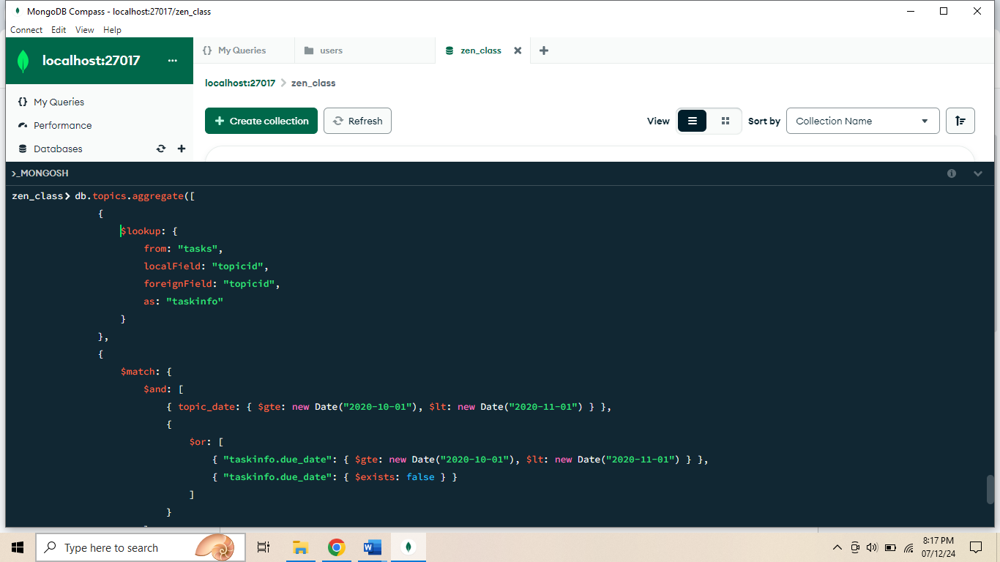 MongoDB Compass - localhost:27017/zen_class
Connect Edit View Help
localhost:27017 ...
{} My Queries
users
zen_class
localhost:27017 > zen_class
My Queries
Performance
Databases
+ Create collection
Refresh
View
Sort by
Collection Name
>_MONGOSH
zen_class> db.topics.aggregate([
{
$lookup: {
from: "tasks",
localField: "topicid",
foreignField: "topicid",
as: "taskinfo"
}
},
{
$match: {
$and: [
{ topic_date: { $gte: new Date("2020-10-01"), $lt: new Date("2020-11-01") } },
{
$or: [
{ "taskinfo.due_date": { $gte: new Date("2020-10-01"), $lt: new Date("2020-11-01") } },
{ "taskinfo.due_date": { $exists: false } }
]
}
Type here to search
8:17 PM
07/12/24